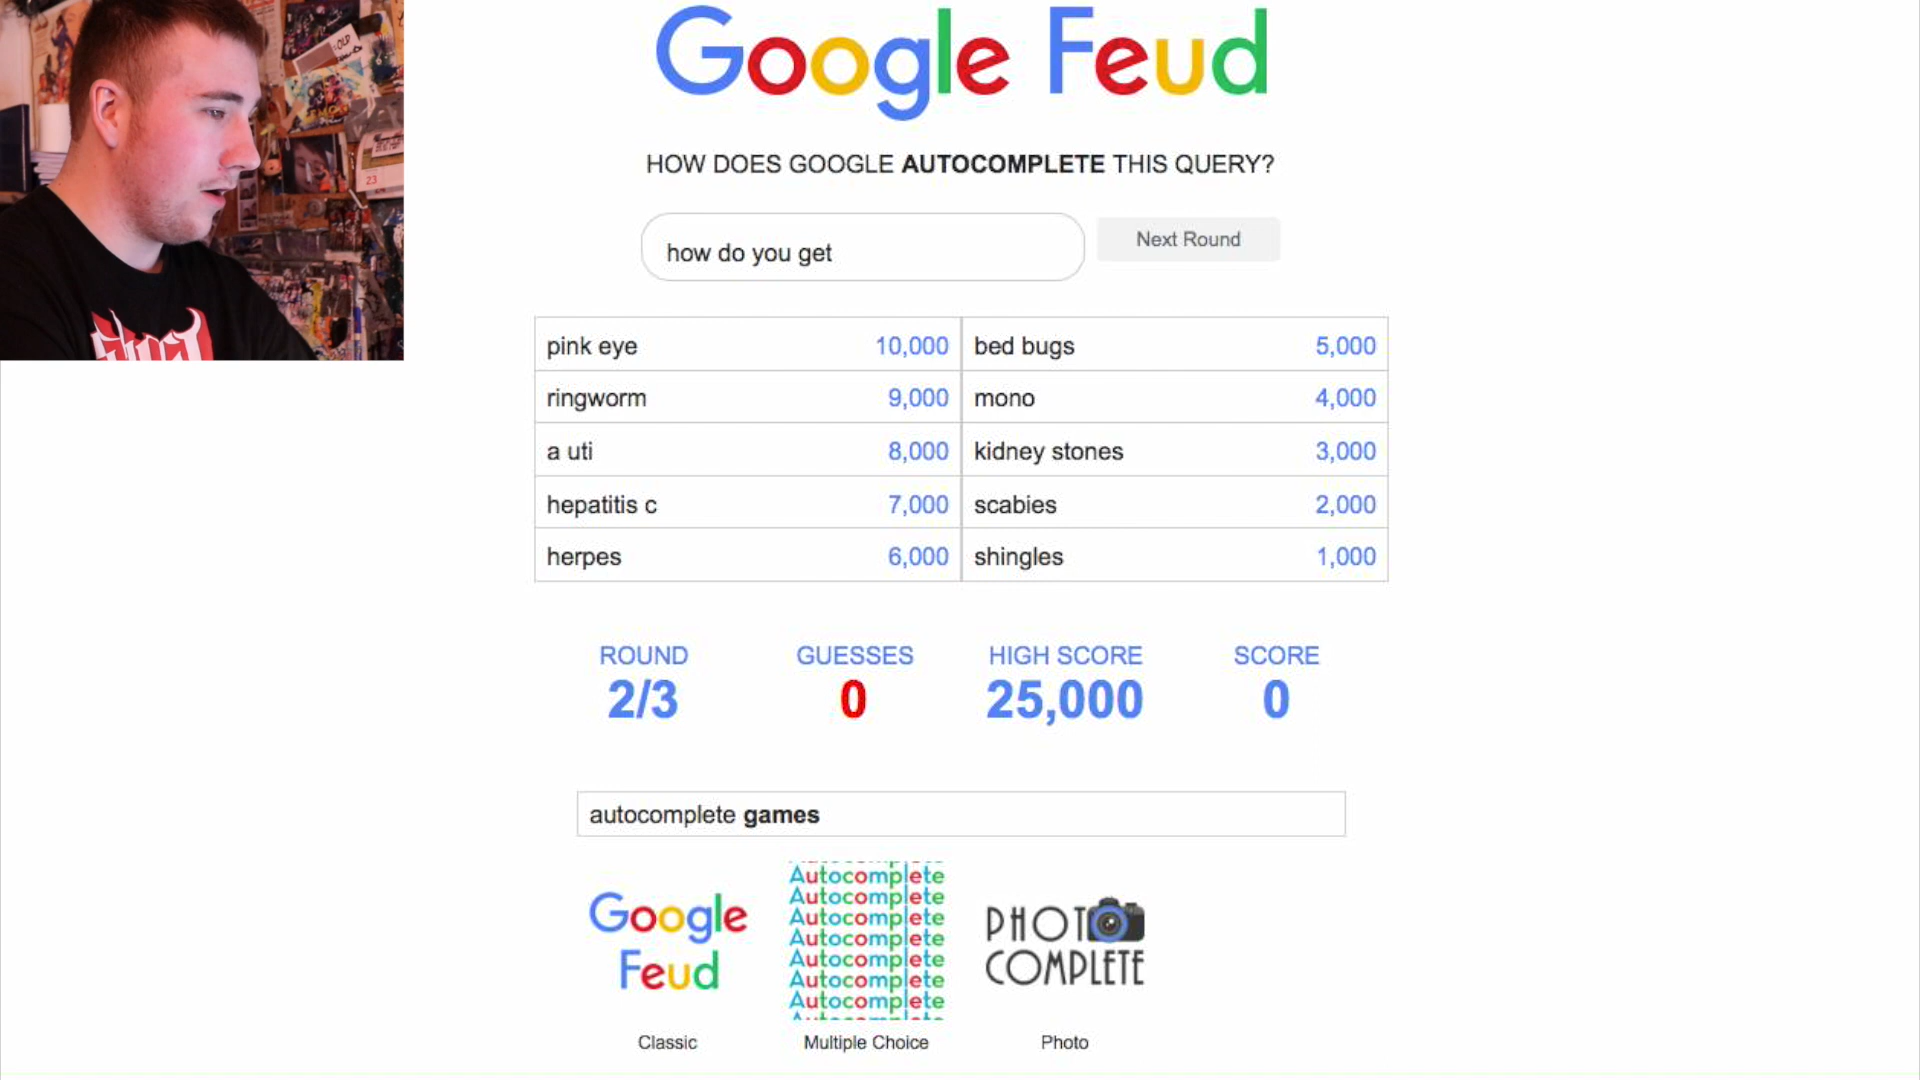 Google Feud
HOW DOES GOOGLE AUTOCOMPLETE THIS QUERY?
how do you get
Next Round
pink eye 10,000 bed bugs 5,000
ringworm 9,000 mono 4,000
a uti 8,000 kidney stones 3,000
hepatitis c 7,000 scabies 2,000
herpes 6,000 shingles 1,000
ROUND GUESSES HIGH SCORE SCORE
2/3 0 25,000 0
autocomplete games
Google
Feud
Autocomplete
Autocomplete
Autocomplete
Autocomplete
Autocomplete
Autocomplete
Autocomplete
PHOTO
COMPLETE
Classic Multiple Choice Photo
OLD
23